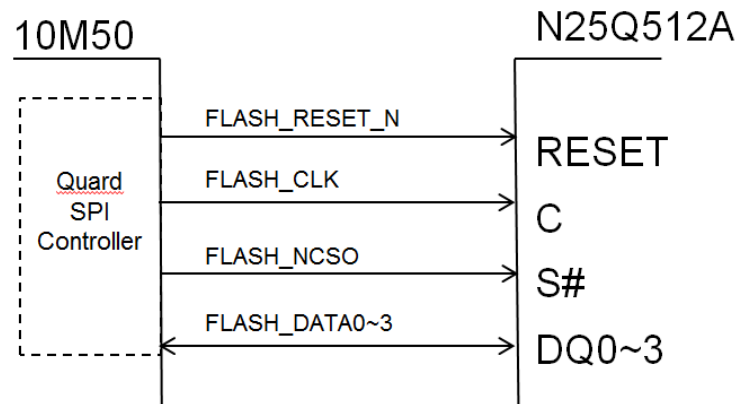 10M50
N25Q512A
FLASH_RESET_N
RESET
Quard
SPI
Controller
FLASH_CLK
C
FLASH_NCSO
S#
FLASH_DATA0~3
DQ0~3